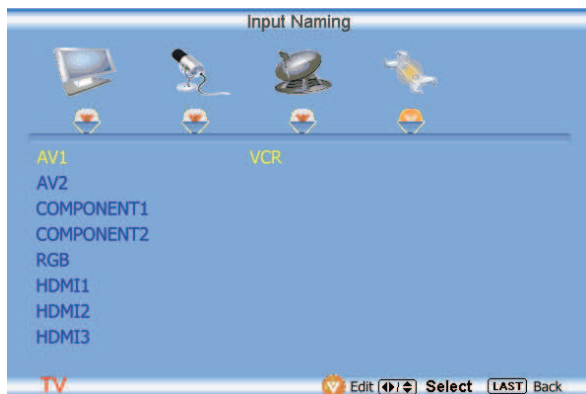 Input Naming
AV1 VCR
AV2
COMPONENT1
COMPONENT2
RGB
HDMI1
HDMI2
HDMI3
TV Edit Select LAST Back